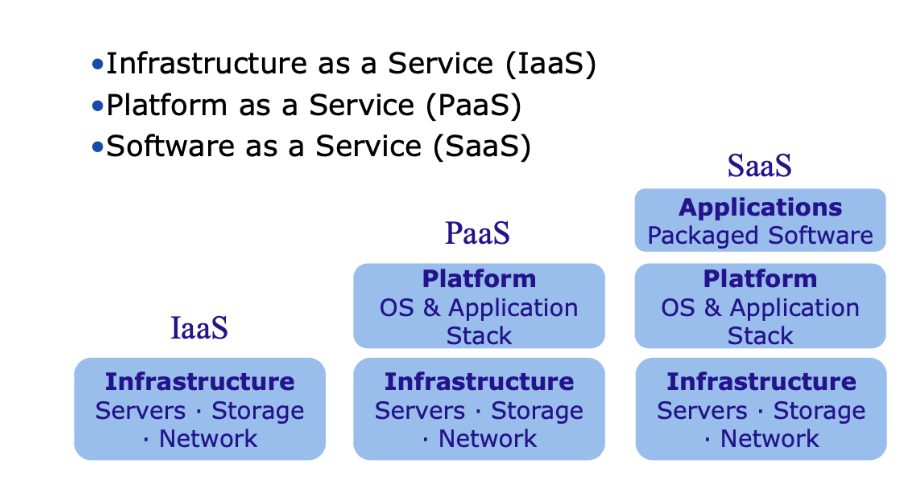 •Infrastructure as a Service (IaaS)
•Platform as a Service (PaaS)
•Software as a Service (SaaS)
IaaS
Infrastructure
Servers · Storage
· Network
PaaS
Platform
OS & Application
Stack
Infrastructure
Servers · Storage
· Network
SaaS
Applications
Packaged Software
Platform
OS & Application
Stack
Infrastructure
Servers · Storage
· Network